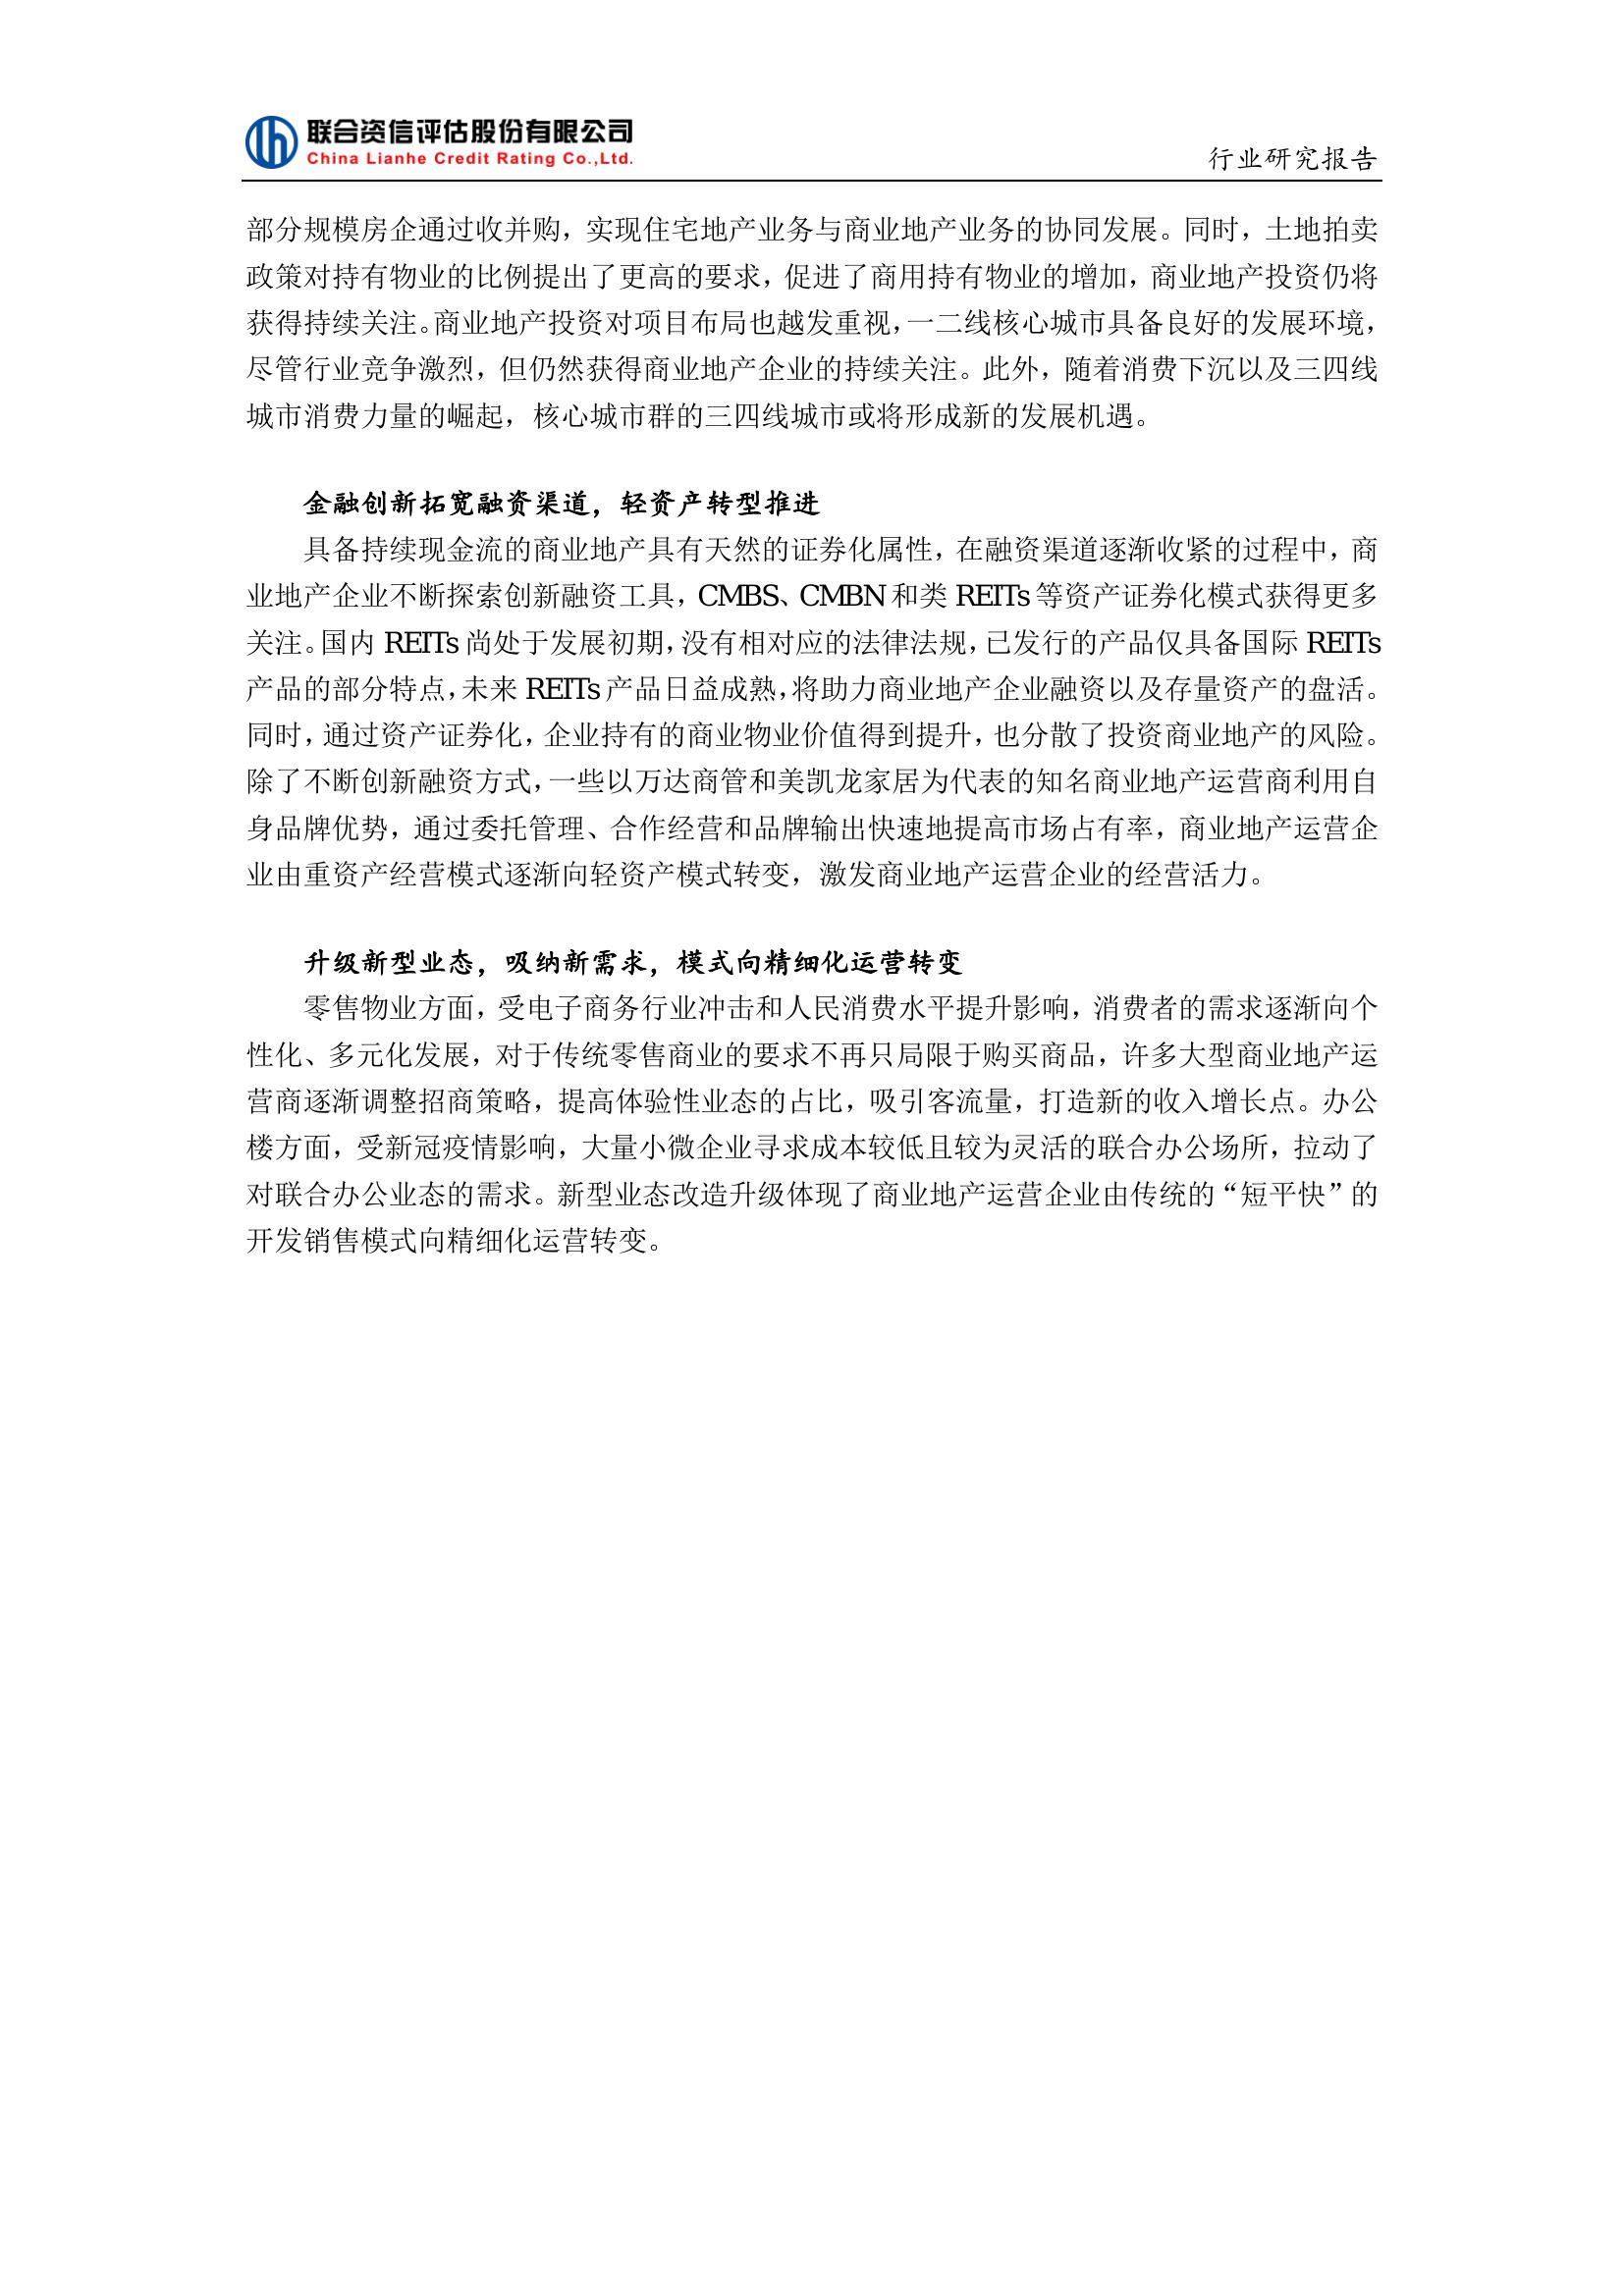 联合资信评估股份有限公司
China Lianhe Credit Rating Co.,Ltd.
行业研究报告
部分规模房企通过收并购，实现住宅地产业务与商业地产业务的协同发展。同时，土地拍卖
政策对持有物业的比例提出了更高的要求，促进了商用持有物业的增加，商业地产投资仍将
获得持续关注。商业地产投资对项目布局也越发重视，一二线核心城市具备良好的发展环境，
尽管行业竞争激烈，但仍然获得商业地产企业的持续关注。此外，随着消费下沉以及三四线
城市消费力量的崛起，核心城市群的三四线城市或将形成新的发展机遇。
金融创新拓宽融资渠道，轻资产转型推进
具备持续现金流的商业地产具有天然的证券化属性，在融资渠道逐渐收紧的过程中，商
业地产企业不断探索创新融资工具，CMBS、CMBN 和类 REITs 等资产证券化模式获得更多
关注。国内 REITs 尚处于发展初期，没有相对应的法律法规，已发行的产品仅具备国际 REITs
产品的部分特点，未来 REITs 产品日益成熟，将助力商业地产企业融资以及存量资产的盘活。
同时，通过资产证券化，企业持有的商业物业价值得到提升，也分散了投资商业地产的风险。
除了不断创新融资方式，一些以万达商管和美凯龙家居为代表的知名商业地产运营商利用自
身品牌优势，通过委托管理、合作经营和品牌输出快速地提高市场占有率，商业地产运营企
业由重资产经营模式逐渐向轻资产模式转变，激发商业地产运营企业的经营活力。
升级新型业态，吸纳新需求，模式向精细化运营转变
零售物业方面，受电子商务行业冲击和人民消费水平提升影响，消费者的需求逐渐向个
性化、多元化发展，对于传统零售商业的要求不再只局限于购买商品，许多大型商业地产运
营商逐渐调整招商策略，提高体验性业态的占比，吸引客流量，打造新的收入增长点。办公
楼方面，受新冠疫情影响，大量小微企业寻求成本较低且较为灵活的联合办公场所，拉动了
对联合办公业态的需求。新型业态改造升级体现了商业地产运营企业由传统的“短平快”的
开发销售模式向精细化运营转变。